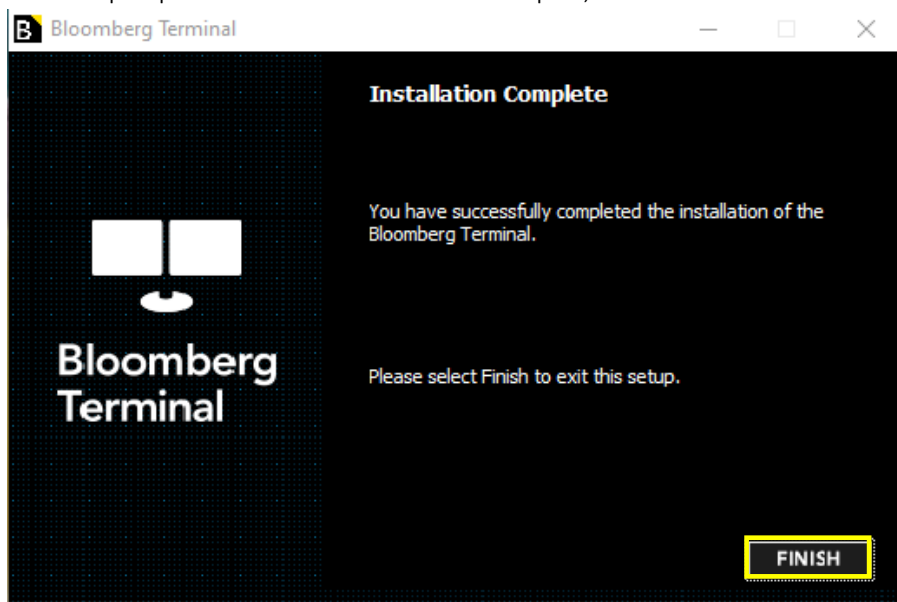 Bloomberg Terminal
Installation Complete
You have successfully completed the installation of the
Bloomberg Terminal.
Bloomberg
Terminal
Please select Finish to exit this setup.
FINISH